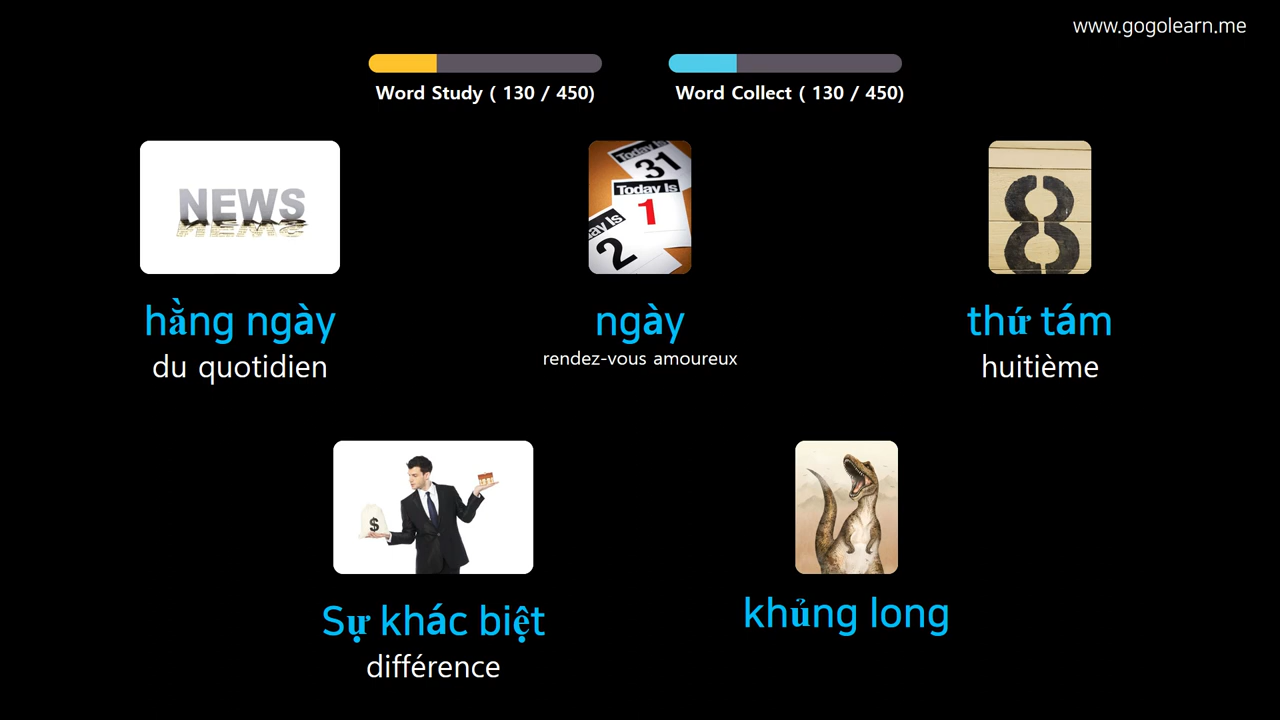 www.gogolearn.me
Word Study ( 130 / 450)
Word Collect ( 130 / 450)
NEWS
Today Is
31
Today Is
1
ay Is
2
8
hằng ngày
du quotidien
ngày
rendez-vous amoureux
thứ tám
huitième
$
Sự khác biệt
différence
khủng long